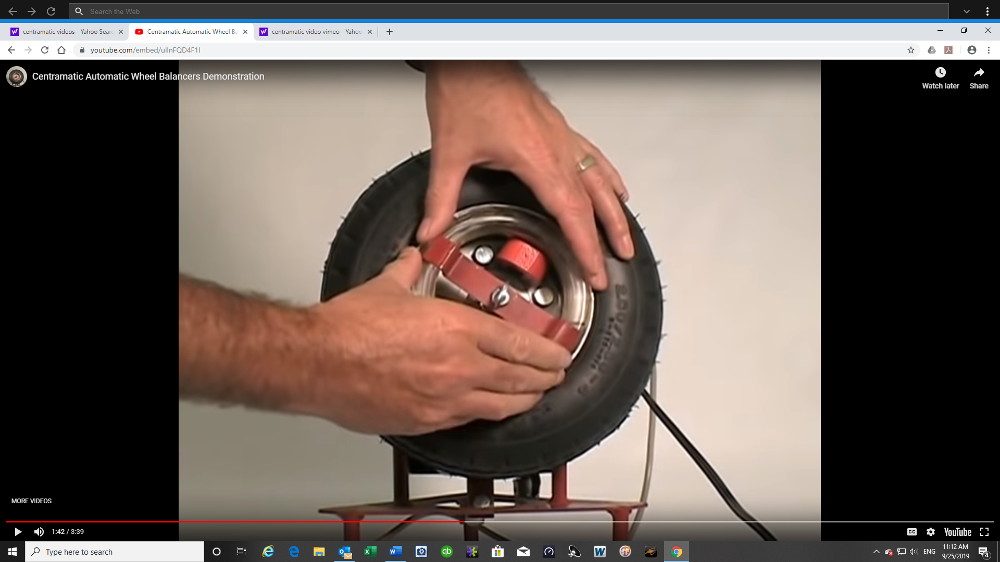 Search the Web
centramatic videos - Yahoo Searc
Centramatic Automatic Wheel Ba
centramatic video vimeo - Yahoo
youtube.com/embed/ulInFQD4F1I
Centramatic Automatic Wheel Balancers Demonstration
Watch later
Share
MORE VIDEOS
1:42 / 3:39
CC
YouTube
Type here to search
ENG
11:12 AM
9/25/2019
4